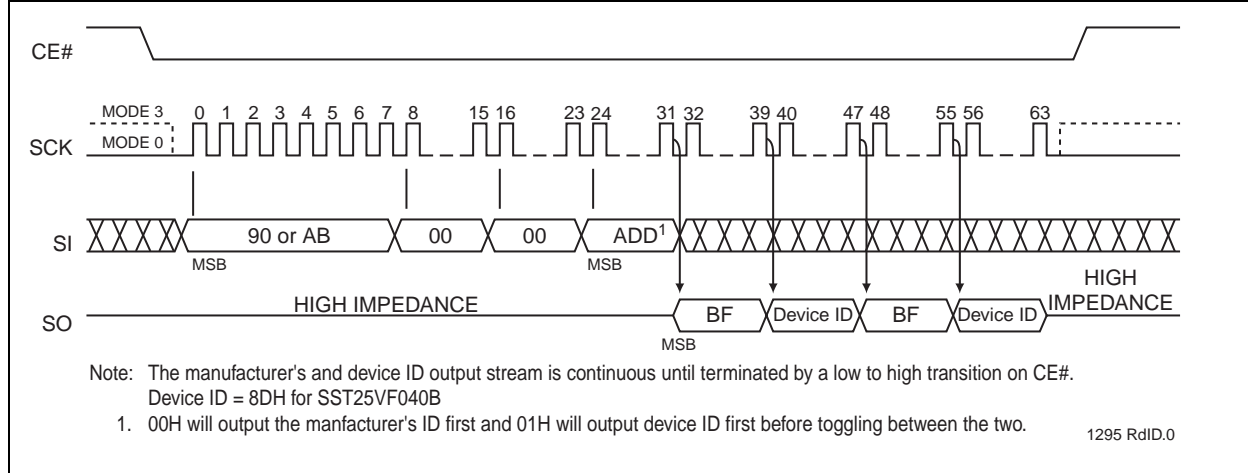 CE#
MODE 3
0 1 2 3 4 5 6 7 8 15 16 23 24 31 32 39 40 47 48 55 56 63
SCK
MODE 0
SI
90 or AB 00 00 ADD1
MSB MSB
HIGH IMPEDANCE
HIGH IMPEDANCE
SO
BF Device ID BF Device ID
MSB
Note: The manufacturer's and device ID output stream is continuous until terminated by a low to high transition on CE#.
Device ID = 8DH for SST25VF040B
1. 00H will output the manfacturer's ID first and 01H will output device ID first before toggling between the two.
1295 RdID.0